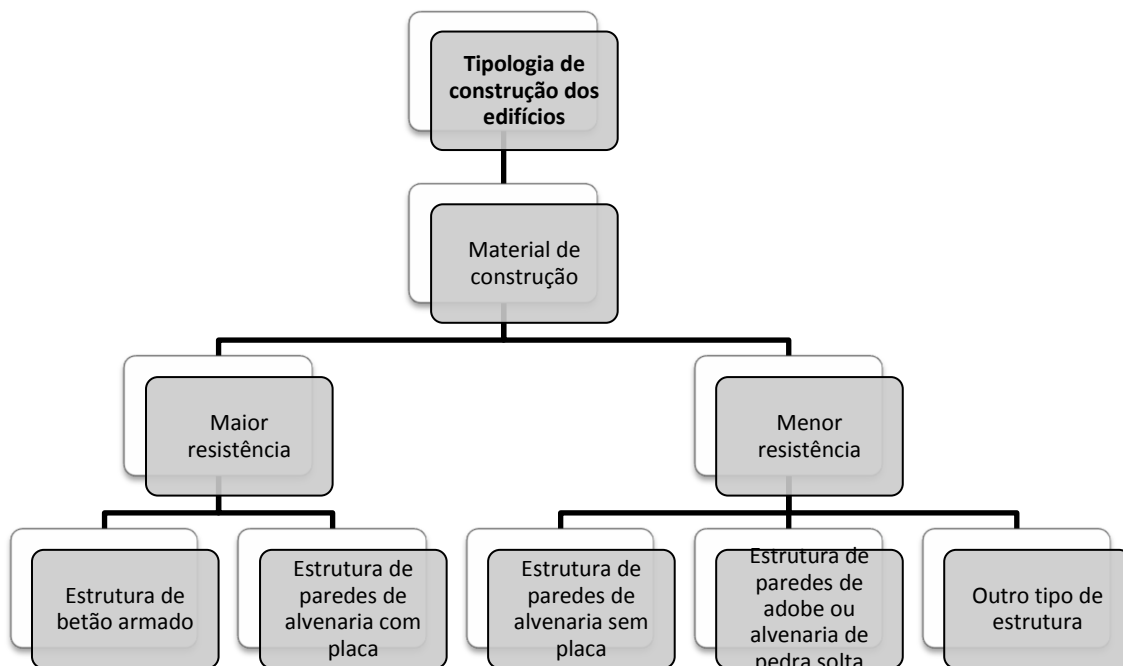 Tipologia de
construção dos
edifícios
Material de
construção
Maior
resistência
Menor
resistência
Estrutura de
betão armado
Estrutura de
paredes de
alvenaria com
placa
Estrutura de
paredes de
alvenaria sem
placa
Estrutura de
paredes de
adobe ou
alvenaria de
pedra solta
Outro tipo de
estrutura